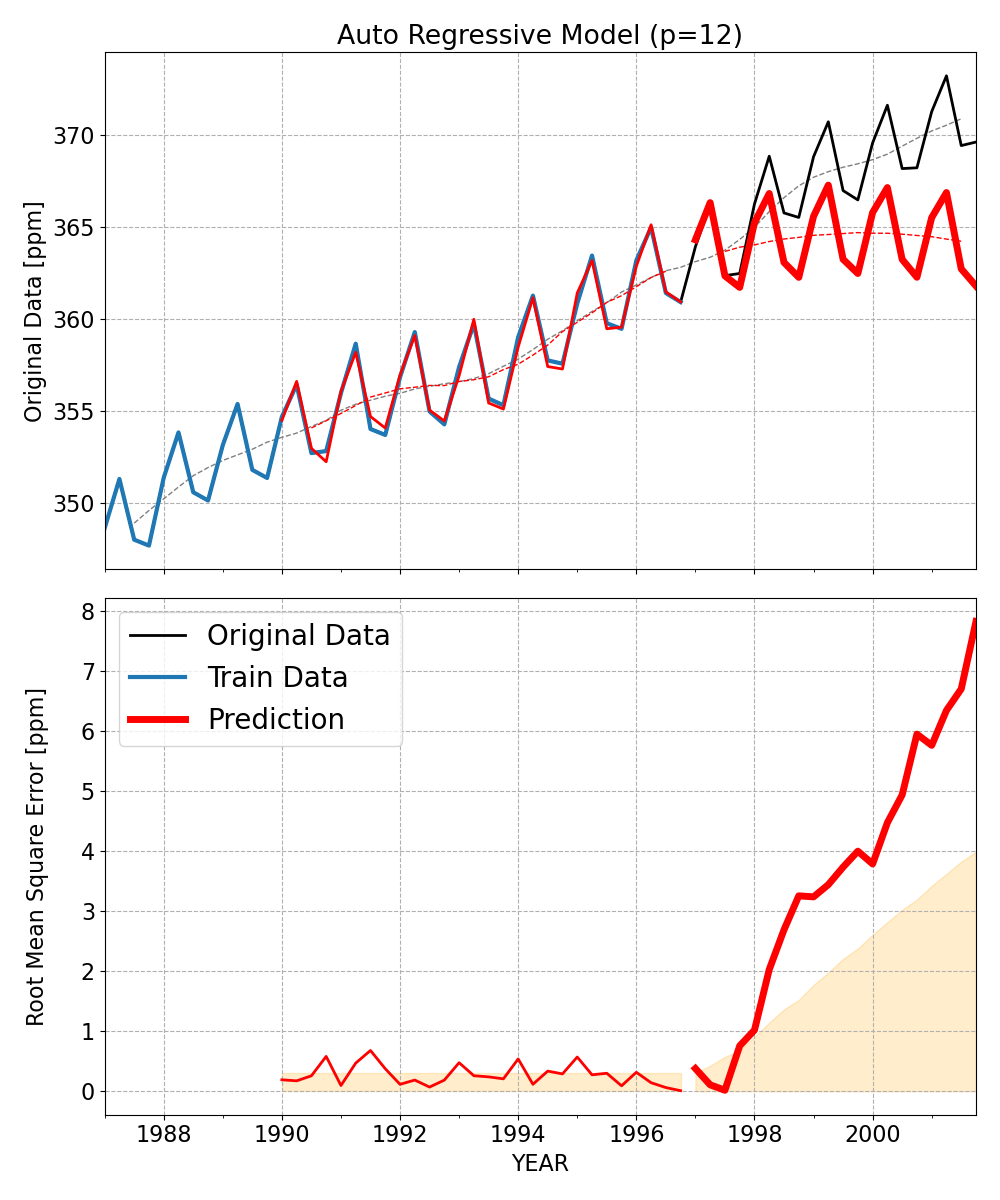 Auto Regressive Model (p=12)
Original Data [ppm]
370
365
360
355
350
Root Mean Square Error [ppm]
8
7
6
5
4
3
2
1
0
Original Data
Train Data
Prediction
1988 1990 1992 1994 1996 1998 2000
YEAR